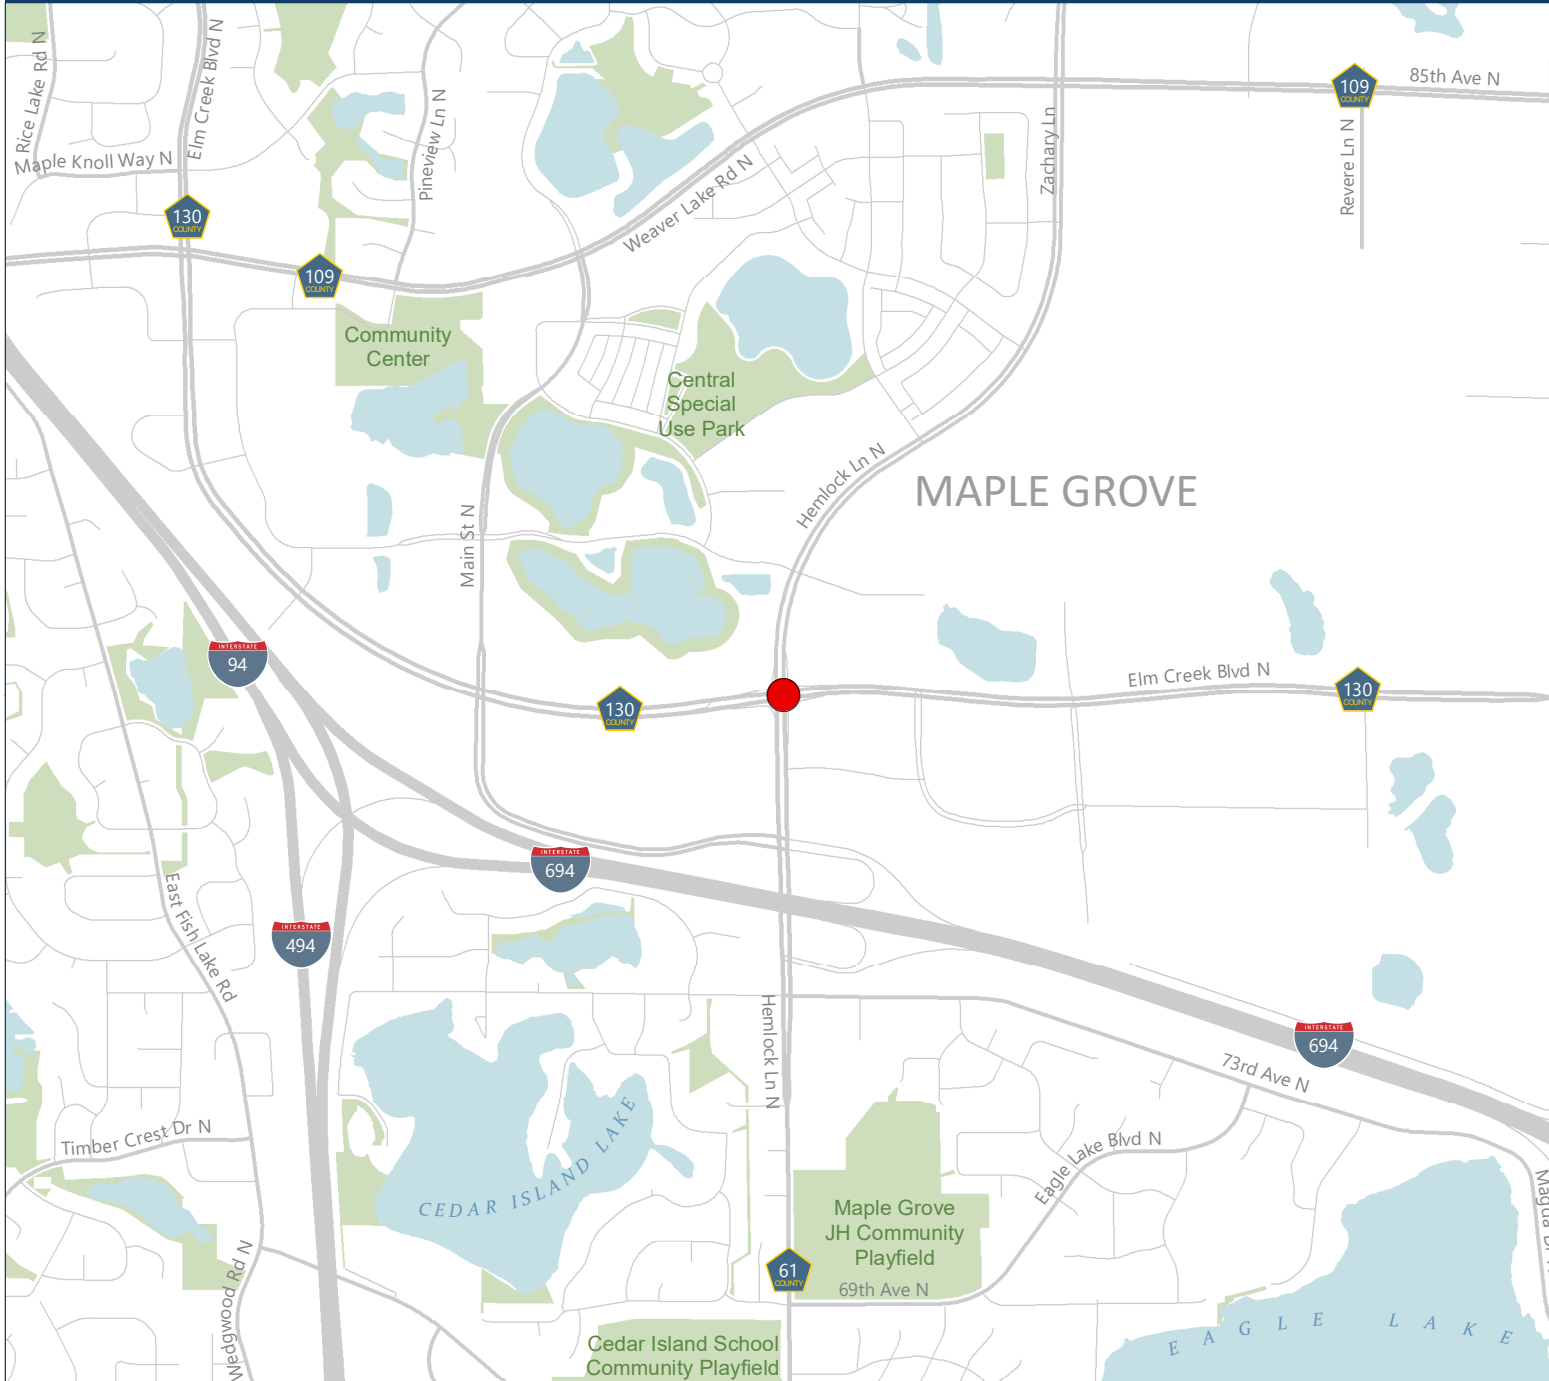 Rice Lake Rd N
Elm Creek Blvd N
Pineview Ln N
Maple Knoll Way N
85th Ave N
109
COUNTY
Revere Ln N
Zachary Ln
Weaver Lake Rd N
130
COUNTY
109
COUNTY
Community
Center
Central
Special
Use Park
Hemlock Ln N
MAPLE GROVE
Main St N
INTERSTATE
94
Elm Creek Blvd N
130
COUNTY
130
COUNTY
INTERSTATE
694
East Fish Lake Rd
INTERSTATE
494
Hemlock Ln N
INTERSTATE
694
73rd Ave N
Timber Crest Dr N
CEDAR ISLAND LAKE
Eagle Lake Blvd N
Maple Grove
JH Community
Playfield
Magda Dr
61
COUNTY
69th Ave N
Wedgwood Rd N
Cedar Island School
Community Playfield
EAGLE LAKE